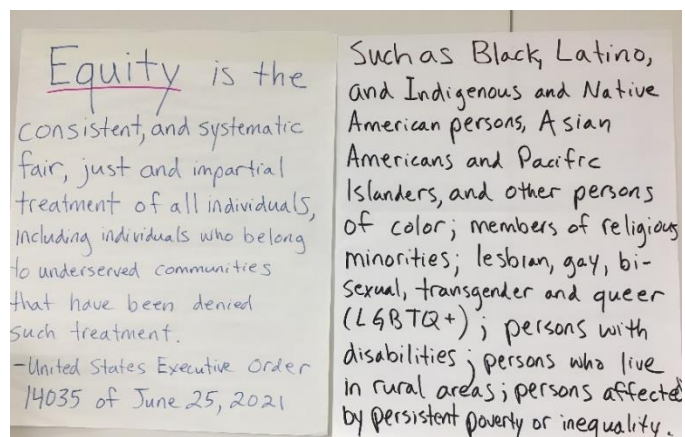 Equity is the
consistent, and systematic
fair, just and impartial
treatment of all individuals,
including individuals who belong
to underserved communities
that have been denied
such treatment.
-United States Executive Order
14035 of June 25, 2021
Such as Black, Latino,
and Indigenous and Native
American persons, Asian
Americans and Pacific
Islanders, and other persons
of color; members of religious
minorities; lesbian, gay, bi-
sexual, transgender and queer
(LGBTQ+); persons with
disabilities; persons who live
in rural areas; persons affected
by persistent poverty or inequality.